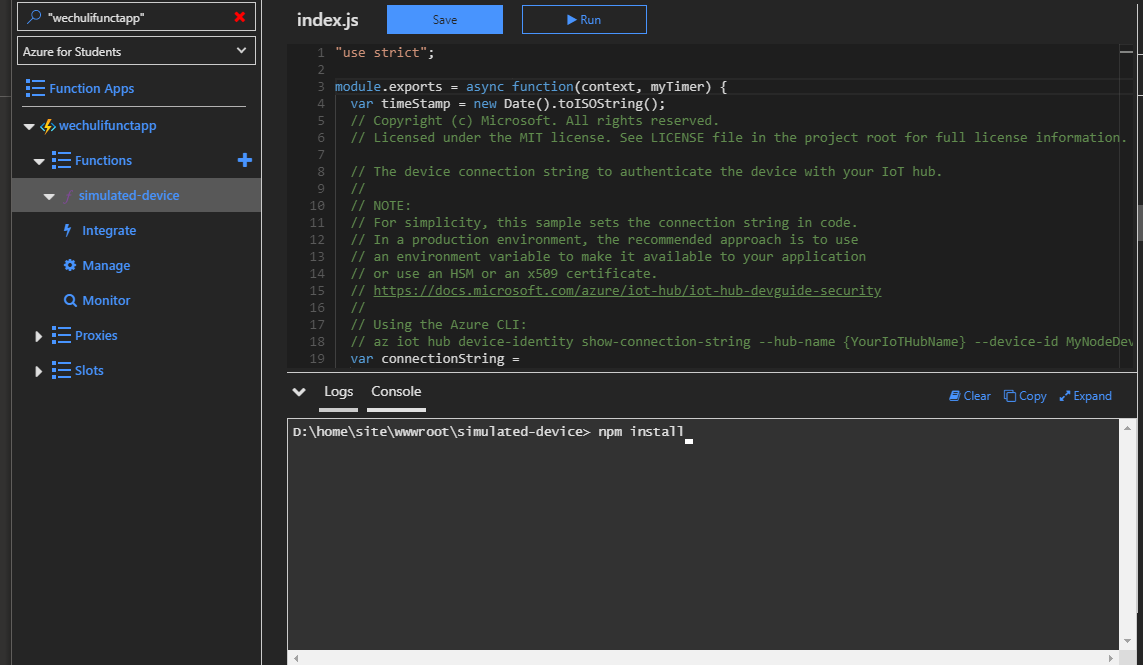 "wechulifunctapp"
Azure for Students
Function Apps
wechulifunctapp
Functions
simulated-device
Integrate
Manage
Monitor
Proxies
Slots
index.js
Save
Run
1 "use strict";
2
3 module.exports = async function(context, myTimer) {
4 var timeStamp = new Date().toISOString();
5 // Copyright (c) Microsoft. All rights reserved.
6 // Licensed under the MIT license. See LICENSE file in the project root for full license information.
7
8 // The device connection string to authenticate the device with your IoT hub.
9 //
10 // NOTE:
11 // For simplicity, this sample sets the connection string in code.
12 // In a production environment, the recommended approach is to use
13 // an environment variable to make it available to your application
14 // or use an HSM or an x509 certificate.
15 // https://docs.microsoft.com/azure/iot-hub/iot-hub-devguide-security
16 //
17 // Using the Azure CLI:
18 // az iot hub device-identity show-connection-string --hub-name {YourIoTHubName} --device-id MyNodeDev
19 var connectionString =
Logs
Console
Clear
Copy
Expand
D:\home\site\wwwroot\simulated-device> npm install